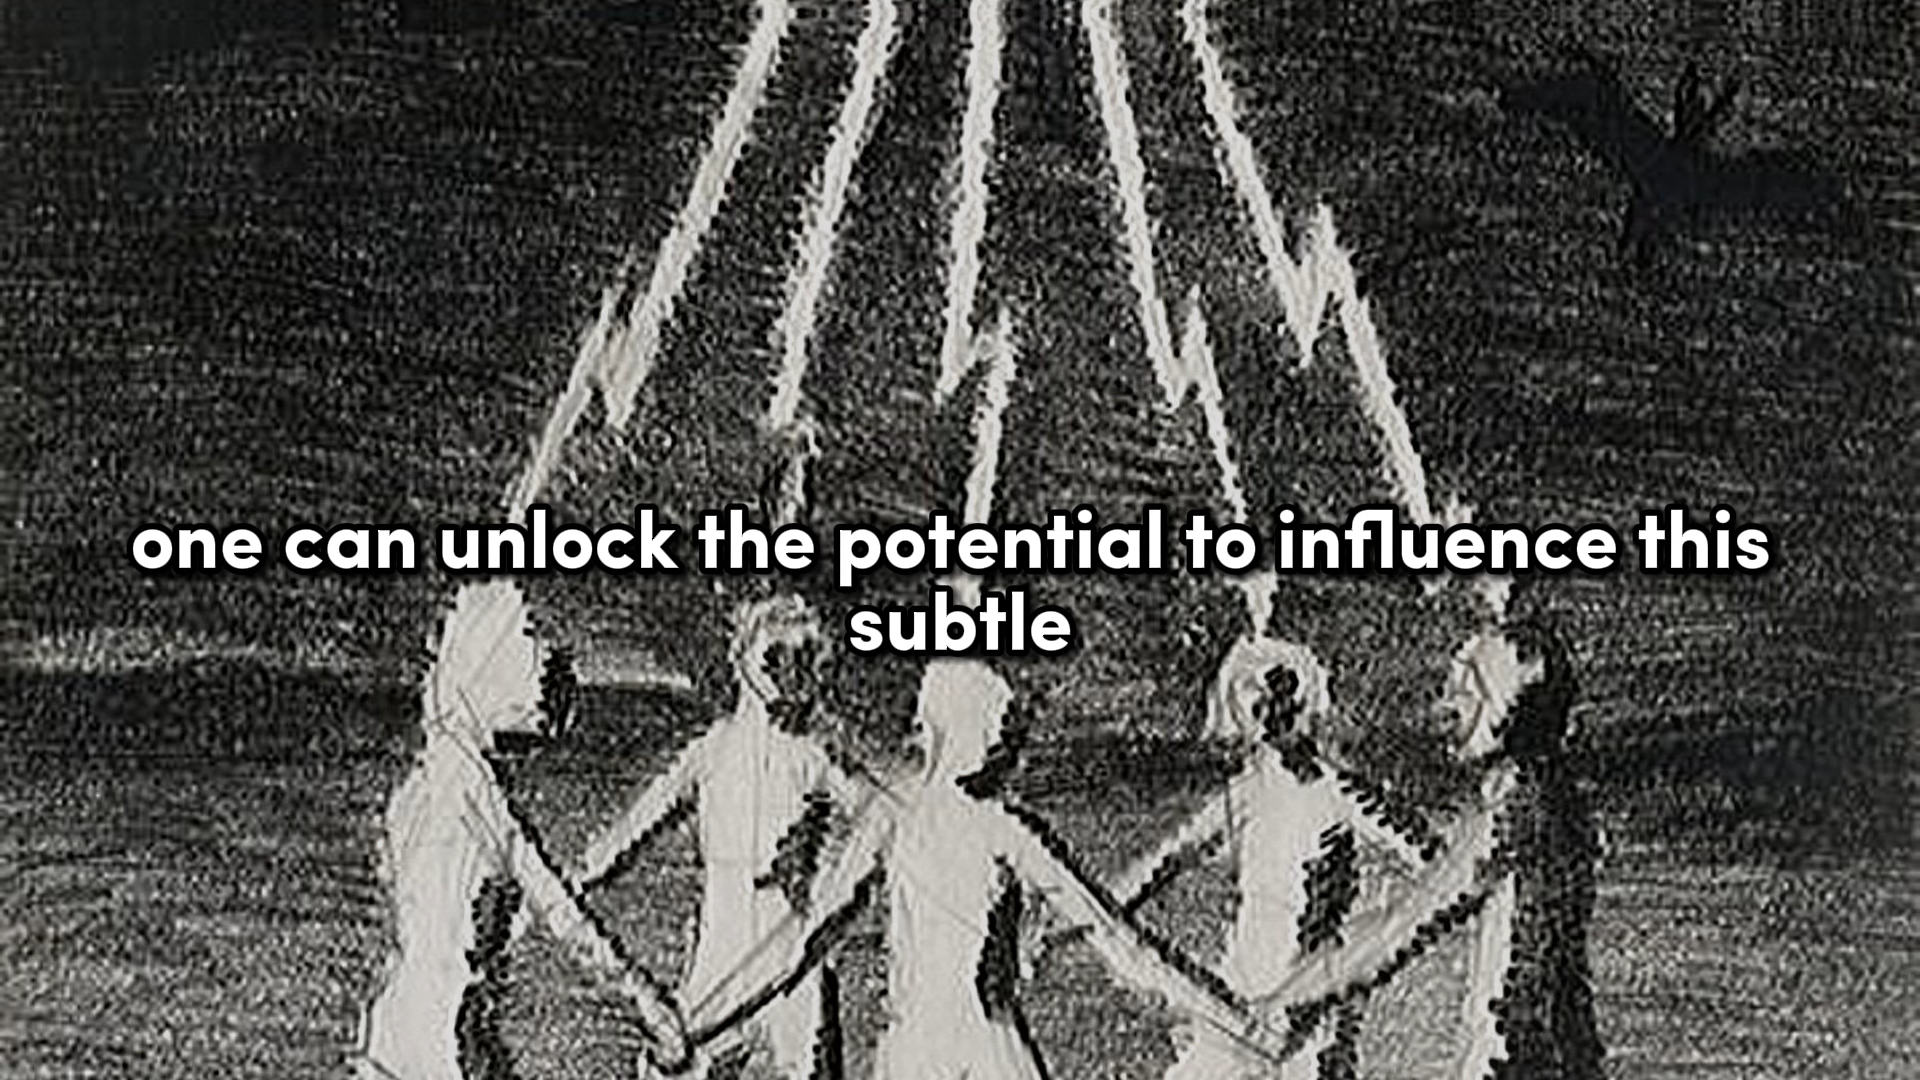 one can unlock the potential to influence this
subtle